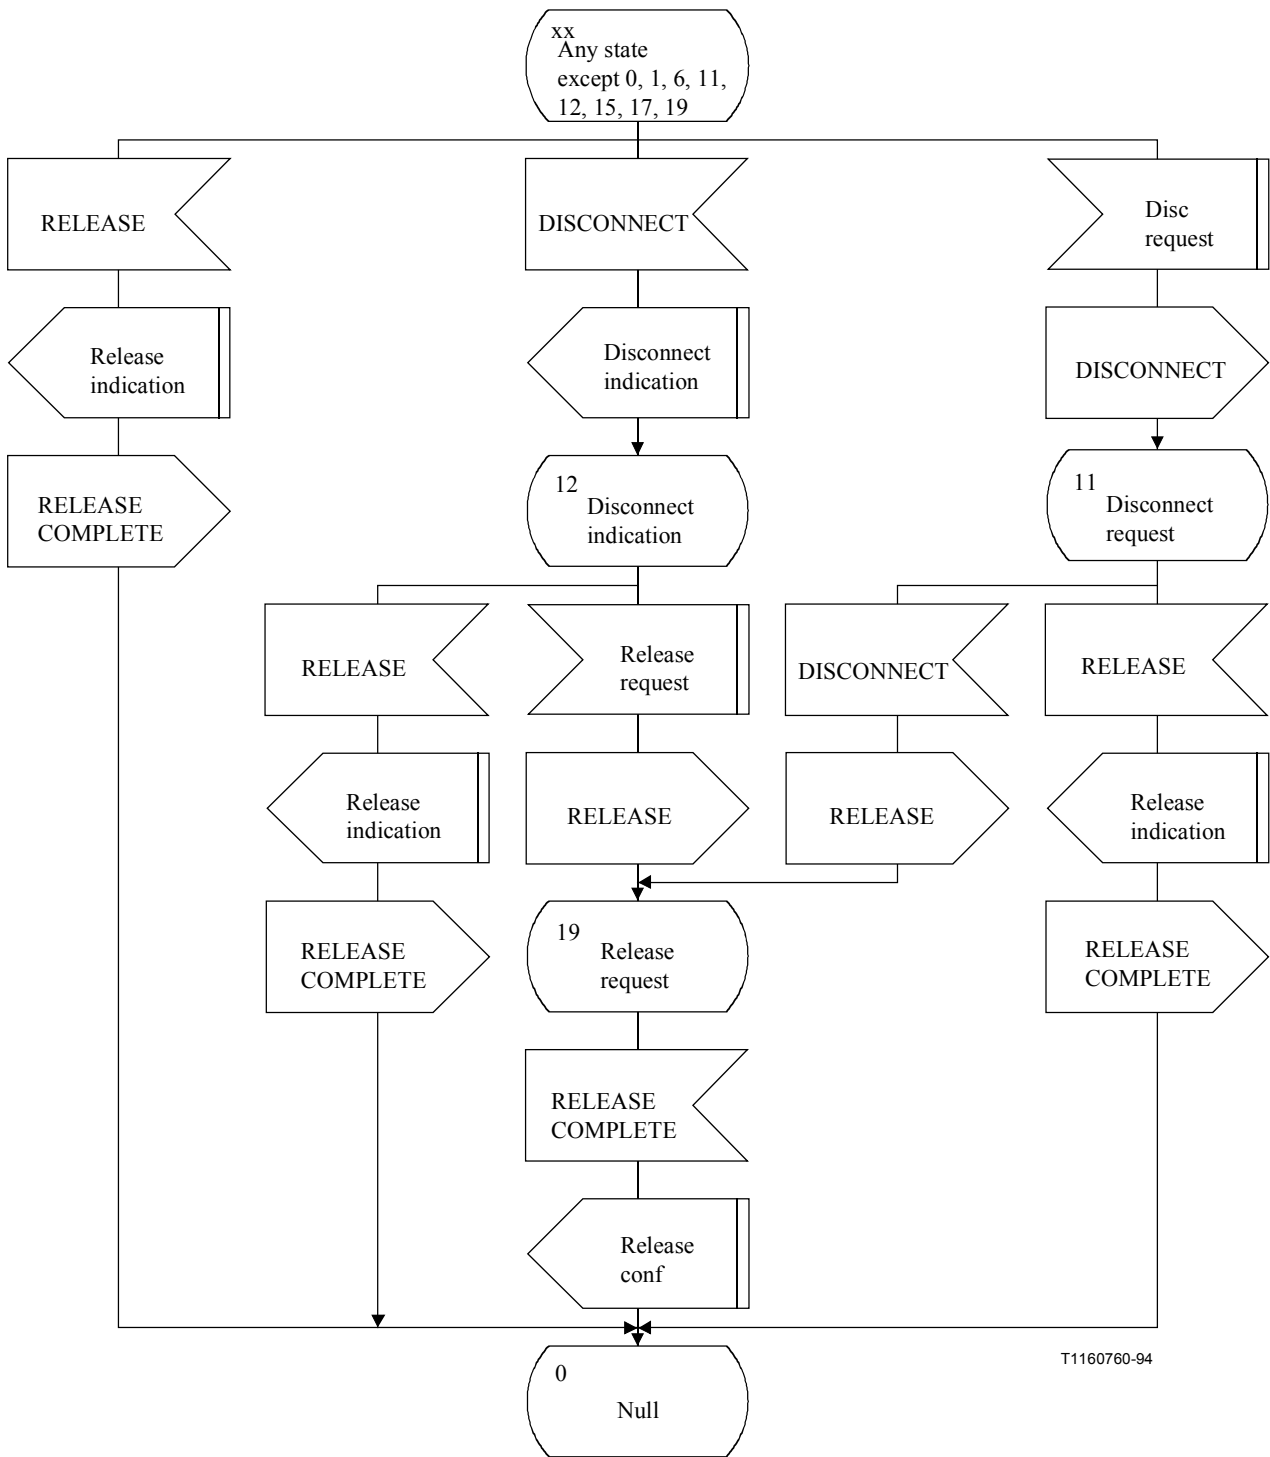 xx
Any state
except 0, 1, 6, 11,
12, 15, 17, 19
RELEASE
DISCONNECT
Disc
request
Release
indication
Disconnect
indication
DISCONNECT
RELEASE
COMPLETE
12
Disconnect
indication
11
Disconnect
request
RELEASE
Release
request
DISCONNECT
RELEASE
Release
indication
RELEASE
RELEASE
Release
indication
RELEASE
COMPLETE
19
Release
request
RELEASE
COMPLETE
RELEASE
COMPLETE
Release
conf
T1160760-94
0
Null